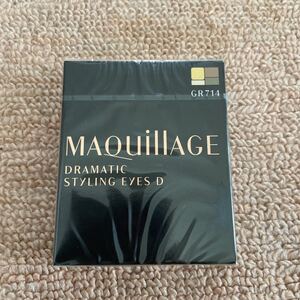 GR714
MAQuillAGE
DRAMATIC
STYLING EYES D